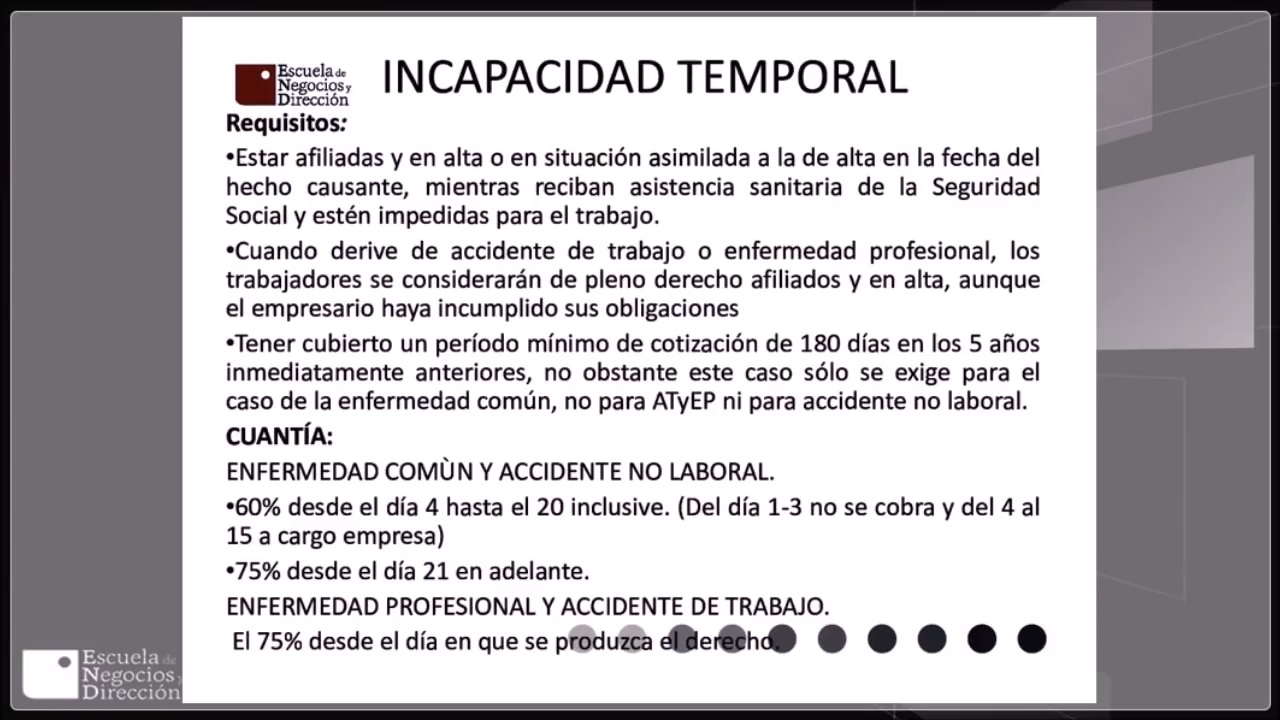 Escuela de
Negocios y
Dirección
INCAPACIDAD TEMPORAL
Requisitos:
•Estar afiliadas y en alta o en situación asimilada a la de alta en la fecha del
hecho causante, mientras reciban asistencia sanitaria de la Seguridad
Social y estén impedidas para el trabajo.
•Cuando derive de accidente de trabajo o enfermedad profesional, los
trabajadores se considerarán de pleno derecho afiliados y en alta, aunque
el empresario haya incumplido sus obligaciones
•Tener cubierto un período mínimo de cotización de 180 días en los 5 años
inmediatamente anteriores, no obstante este caso sólo se exige para el
caso de la enfermedad común, no para ATyEP ni para accidente no laboral.
CUANTÍA:
ENFERMEDAD COMÙN Y ACCIDENTE NO LABORAL.
•60% desde el día 4 hasta el 20 inclusive. (Del día 1-3 no se cobra y del 4 al
15 a cargo empresa)
•75% desde el día 21 en adelante.
ENFERMEDAD PROFESIONAL Y ACCIDENTE DE TRABAJO.
El 75% desde el día en que se produzca el derecho.
Escuela de
Negocios y
Dirección